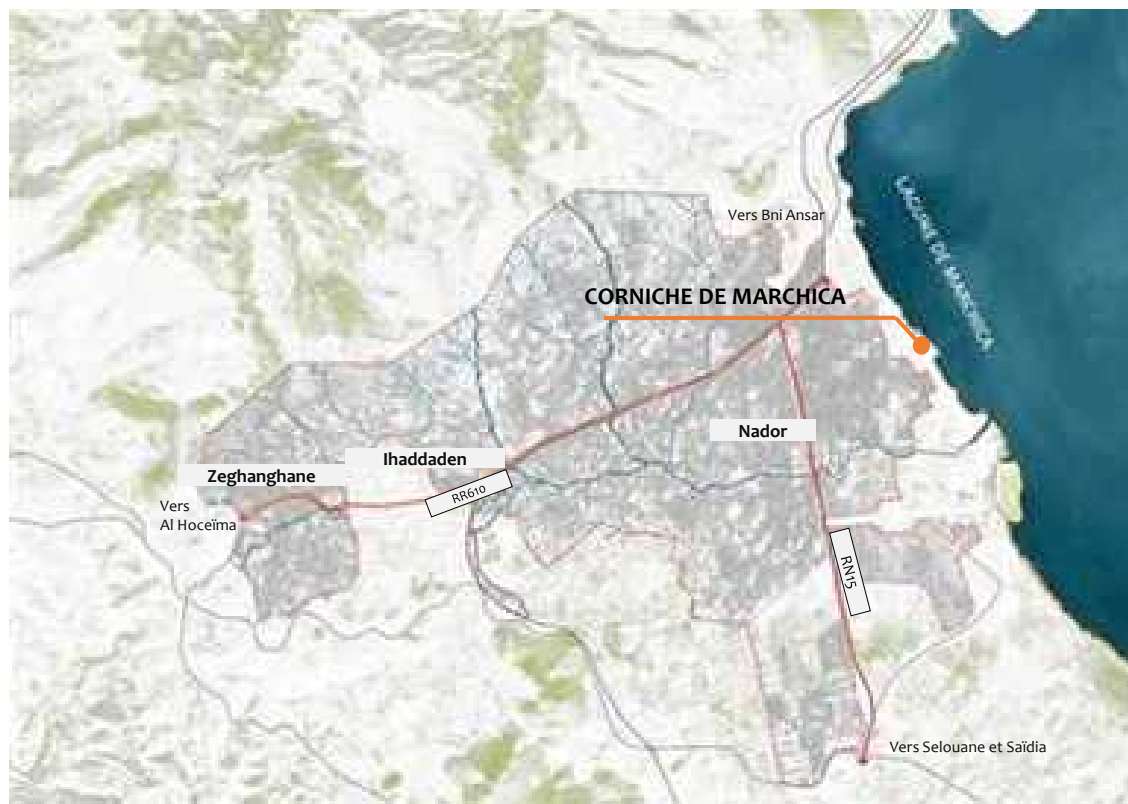 Vers Bni Ansar
LAGUNE DE MARCHICA
CORNICHE DE MARCHICA
Nador
Ihaddaden
Zeghanghane
RR610
Vers
Al Hoceïma
RN15
Vers Selouane et Saïdia